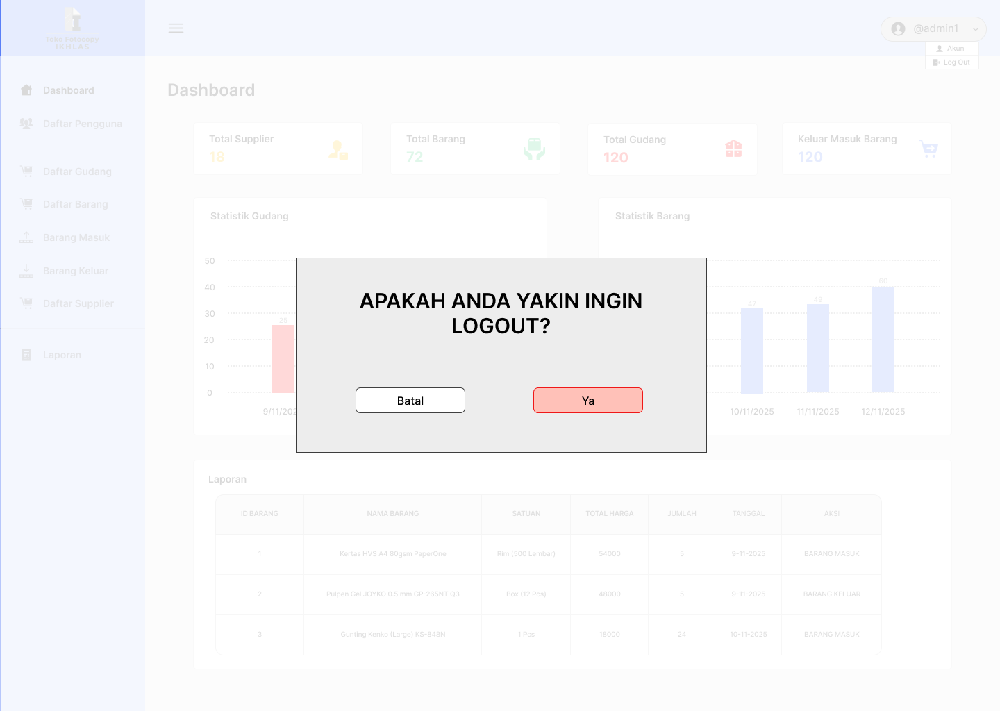 Toko Fotocopy
IKHLAS
@admin1
Akun
Log Out
Dashboard
Daftar Pengguna
Daftar Gudang
Daftar Barang
Barang Masuk
Barang Keluar
Daftar Supplier
Laporan
Dashboard
Total Supplier
18
Total Barang
72
Total Gudang
120
Keluar Masuk Barang
120
Statistik Gudang
50
40
30
20
10
0
25
Statistik Barang
42
49
60
10/11/2025
11/11/2025
12/11/2025
APAKAH ANDA YAKIN INGIN
LOGOUT?
Batal
Ya
Laporan
ID BARANG NAMA BARANG SATUAN TOTAL HARGA JUMLAH TANGGAL AKSI
1 Kertas HVS A4 80gsm PaperOne Rim (500 Lembar) 54000 5 9-11-2025 BARANG MASUK
2 Pulpen Gel JOYKO 0.5 mm GP-265NT Q3 Box (12 Pcs) 48000 5 9-11-2025 BARANG KELUAR
3 Gunting Kenko (Large) KS-848N 1 Pcs 18000 24 10-11-2025 BARANG MASUK